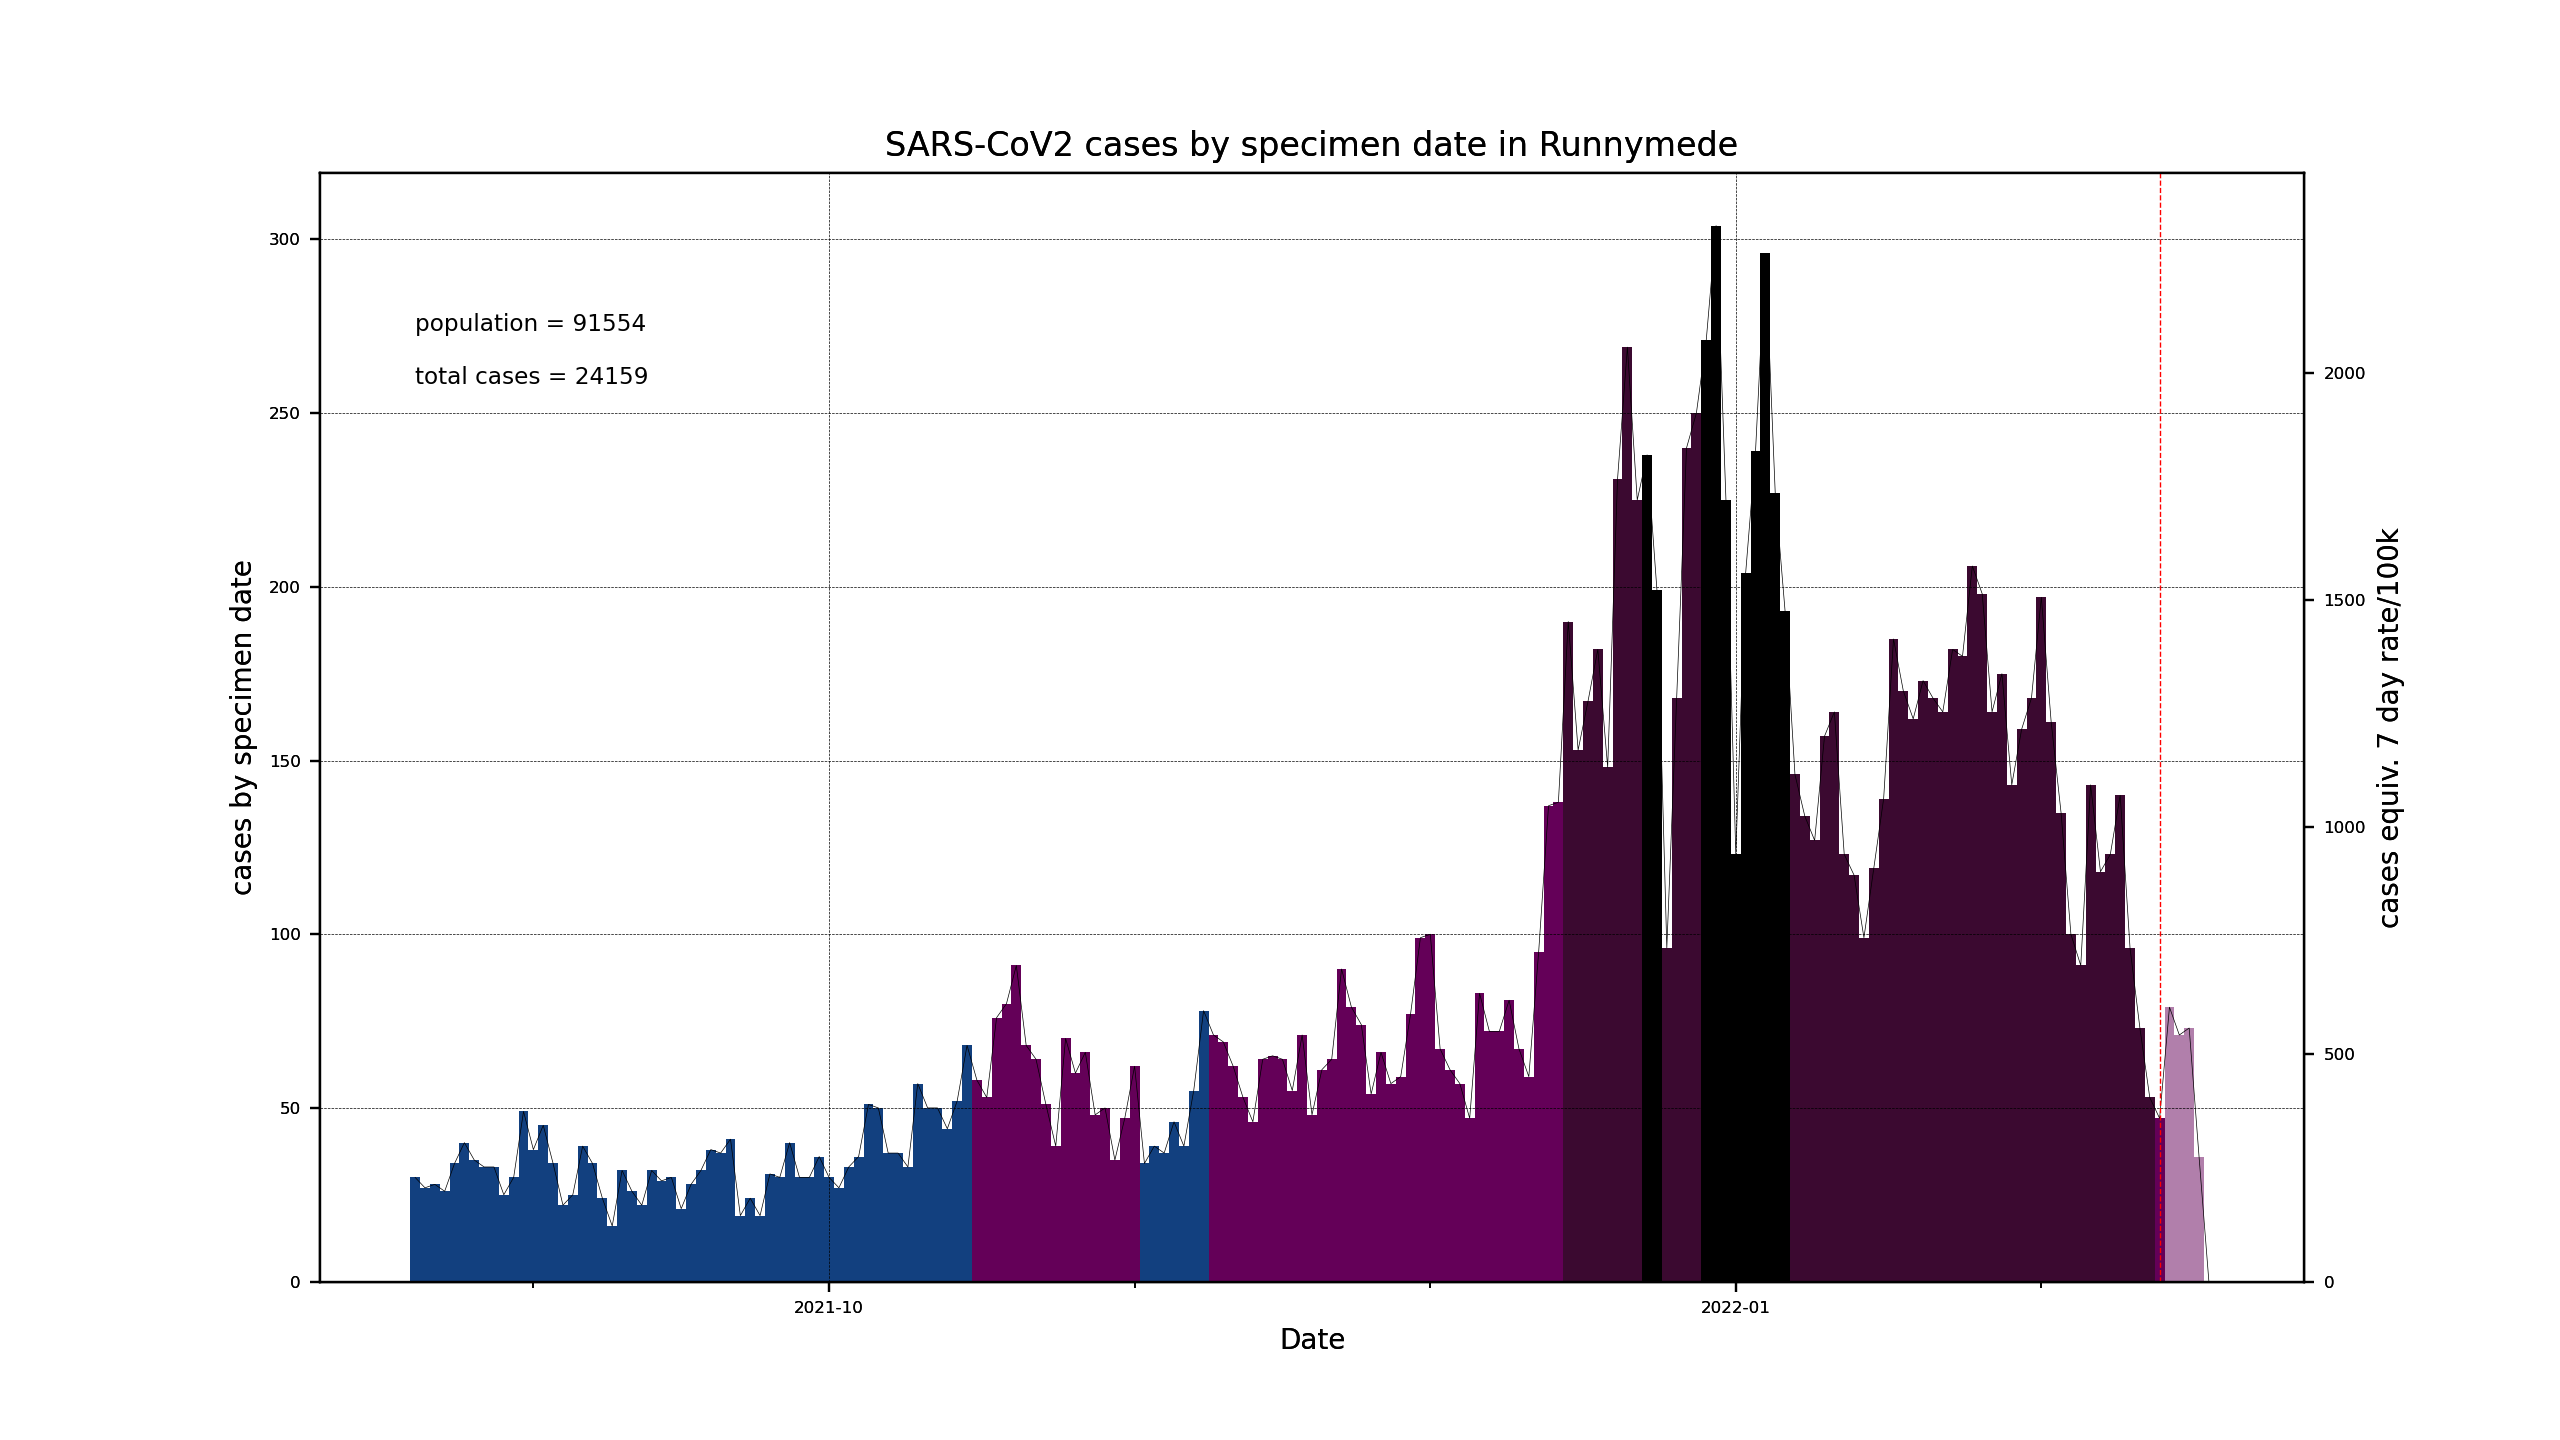 SARS-CoV2 cases by specimen date in Runnymede
population = 91554
total cases = 24159
cases by specimen date
300
250
200
150
100
50
0
2000
1500
1000
500
0
cases equiv. 7 day rate/100k
2021-10
2022-01
Date